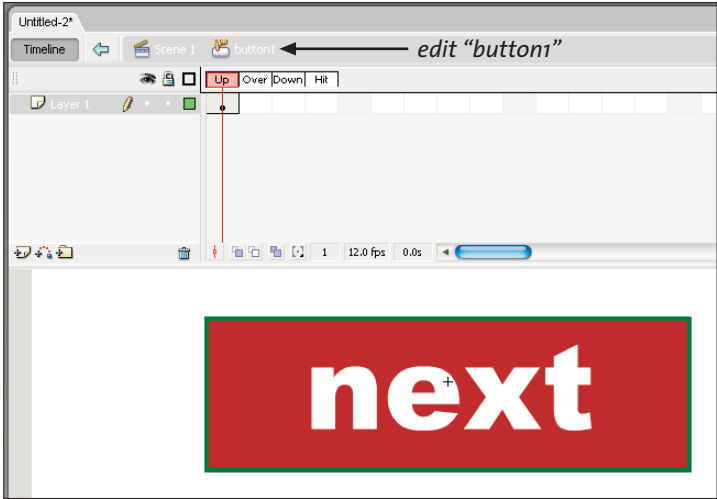 Untitled-2*
Timeline Scene 1 button1 edit “button1”
Up Over Down Hit
Layer 1
1 12.0 fps 0.0s
next